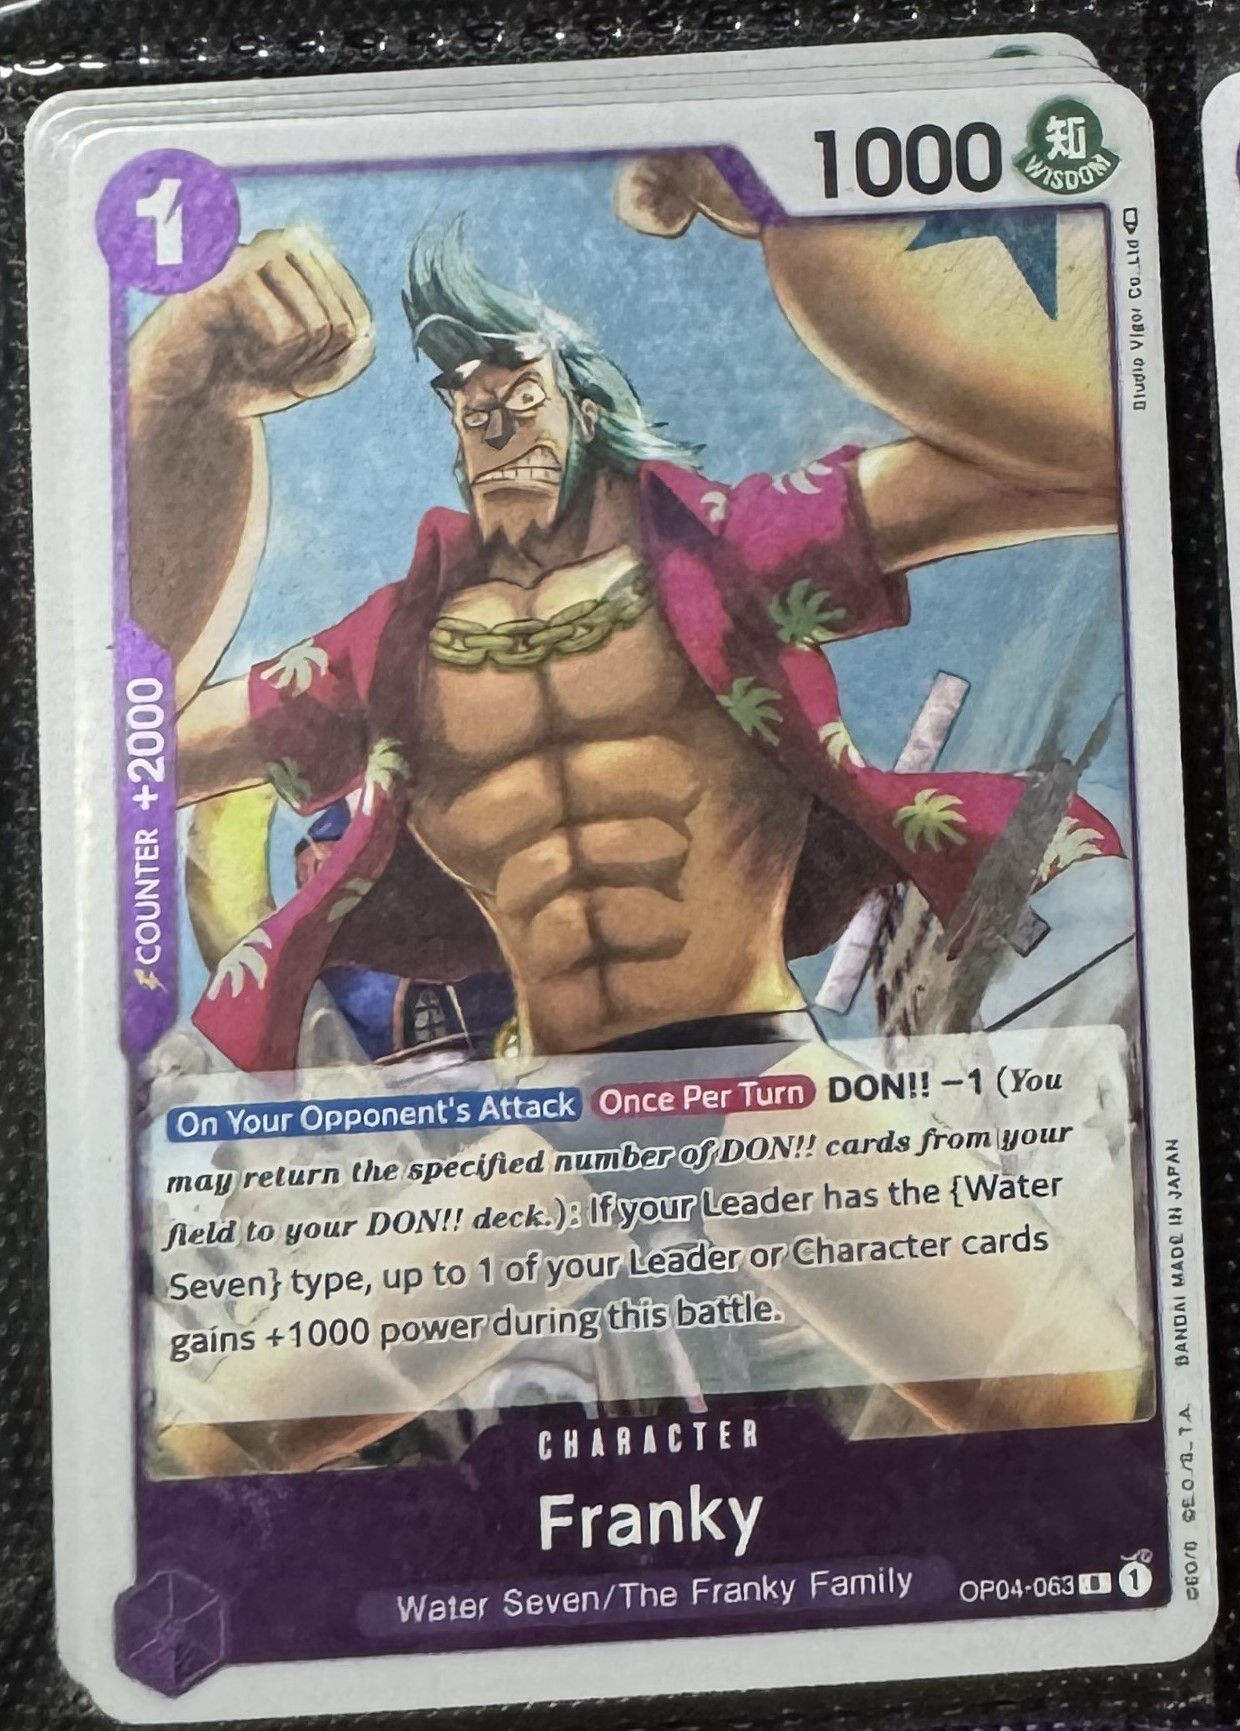 1
1000
知
WISDOM
COUNTER +2000
On Your Opponent's Attack Once Per Turn DON!! −1 (You
may return the specified number of DON!! cards from your
field to your DON!! deck.): If your Leader has the {Water
Seven} type, up to 1 of your Leader or Character cards
gains +1000 power during this battle.
CHARACTER
Franky
Water Seven/The Franky Family
OP04-063
1
BANDAI MADE IN JAPAN